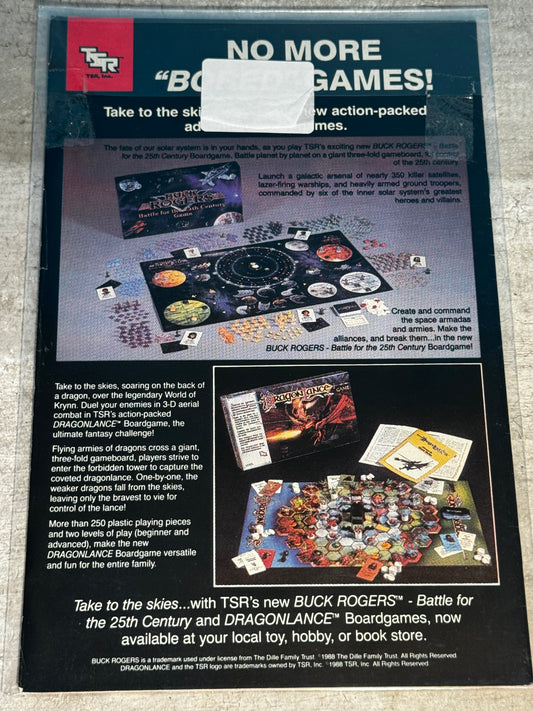 TSR
TSR, Inc.
NO MORE
GAMES!
Take to the new action-packed
The fate of our solar system is in your hands, as you play TSR's exciting new BUCK ROGERS™ - Battle
for the 25th Century Boardgame. Battle planet by planet on a giant three-fold gameboard, for control
of the 25th century.
Launch a galactic arsenal of nearly 350 killer satellites,
lazer-firing warships, and heavily armed ground troopers,
commanded by six of the inner solar system's greatest
heroes and villains.
BUCK
ROGERS
Battle for the 25th Century
Game
Create and command
the space armadas
and armies. Make the
alliances, and break them...in the new
BUCK ROGERS - Battle for the 25th Century Boardgame!
Take to the skies, soaring on the back of
a dragon, over the legendary World of
Krynn. Duel your enemies in 3-D aerial
combat in TSR's action-packed
DRAGONLANCE™ Boardgame, the
ultimate fantasy challenge!
Flying armies of dragons cross a giant,
three-fold gameboard, players strive to
enter the forbidden tower to capture the
coveted dragonlance. One-by-one, the
weaker dragons fall from the skies,
leaving only the bravest to vie for
control of the lance!
More than 250 plastic playing pieces
and two levels of play (beginner and
advanced), make the new
DRAGONLANCE Boardgame versatile
and fun for the entire family.
DragonLance GAME
Take to the skies...with TSR's new BUCK ROGERS™ - Battle for
the 25th Century and DRAGONLANCE™ Boardgames, now
available at your local toy, hobby, or book store.
BUCK ROGERS is a trademark used under license from The Dille Family Trust. ©1988 The Dille Family Trust. All Rights Reserved.
DRAGONLANCE and the TSR logo are trademarks owned by TSR, Inc. ©1988 TSR, Inc. All Rights Reserved.